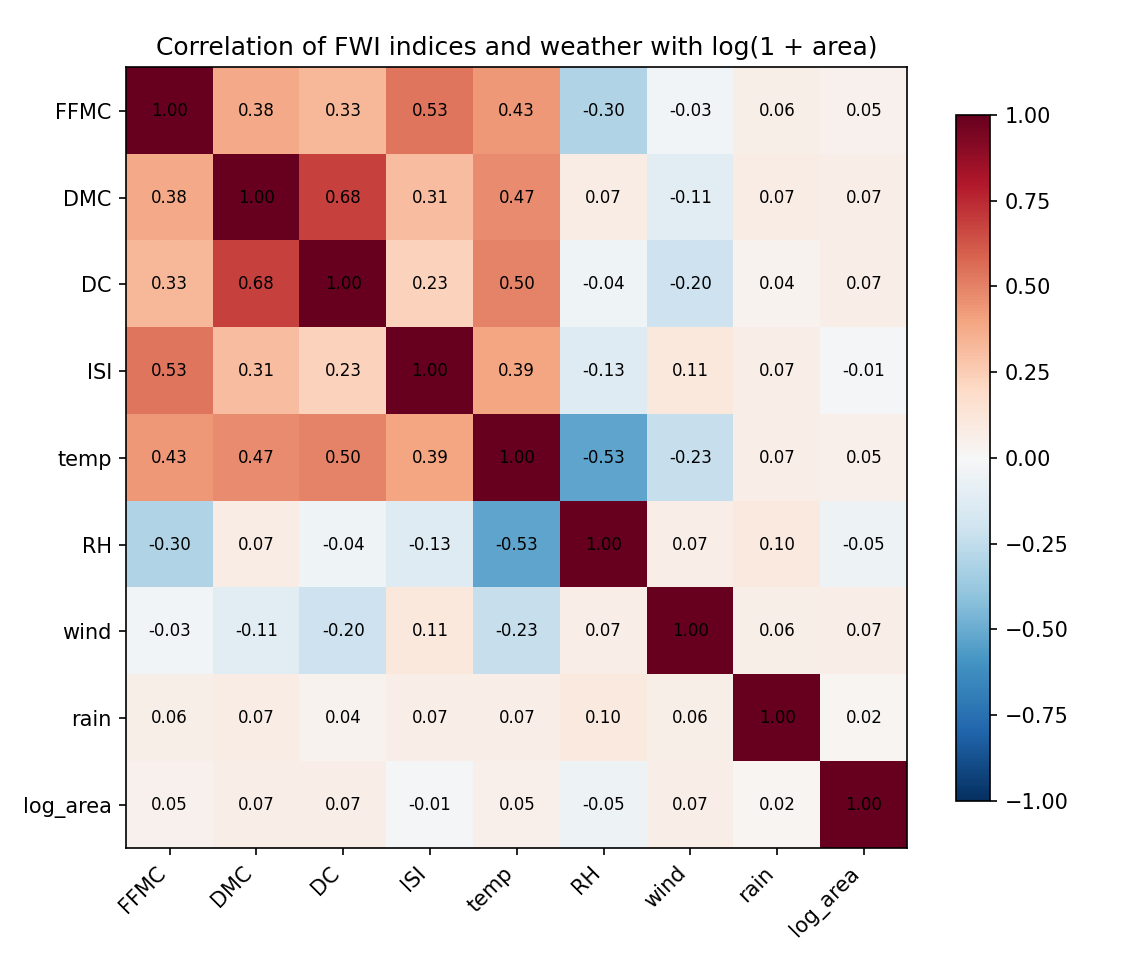 Correlation of FWI indices and weather with log(1 + area)
FFMC 1.00 0.38 0.33 0.53 0.43 -0.30 -0.03 0.06 0.05
DMC 0.38 1.00 0.68 0.31 0.47 0.07 -0.11 0.07 0.07
DC 0.33 0.68 1.00 0.23 0.50 -0.04 -0.20 0.04 0.07
ISI 0.53 0.31 0.23 1.00 0.39 -0.13 0.11 0.07 -0.01
temp 0.43 0.47 0.50 0.39 1.00 -0.53 -0.23 0.07 0.05
RH -0.30 0.07 -0.04 -0.13 -0.53 1.00 0.07 0.10 -0.05
wind -0.03 -0.11 -0.20 0.11 -0.23 0.07 1.00 0.06 0.07
rain 0.06 0.07 0.04 0.07 0.07 0.10 0.06 1.00 0.02
log_area 0.05 0.07 0.07 -0.01 0.05 -0.05 0.07 0.02 1.00
FFMC DMC DC ISI temp RH wind rain log_area
1.00
0.75
0.50
0.25
0.00
−0.25
−0.50
−0.75
−1.00